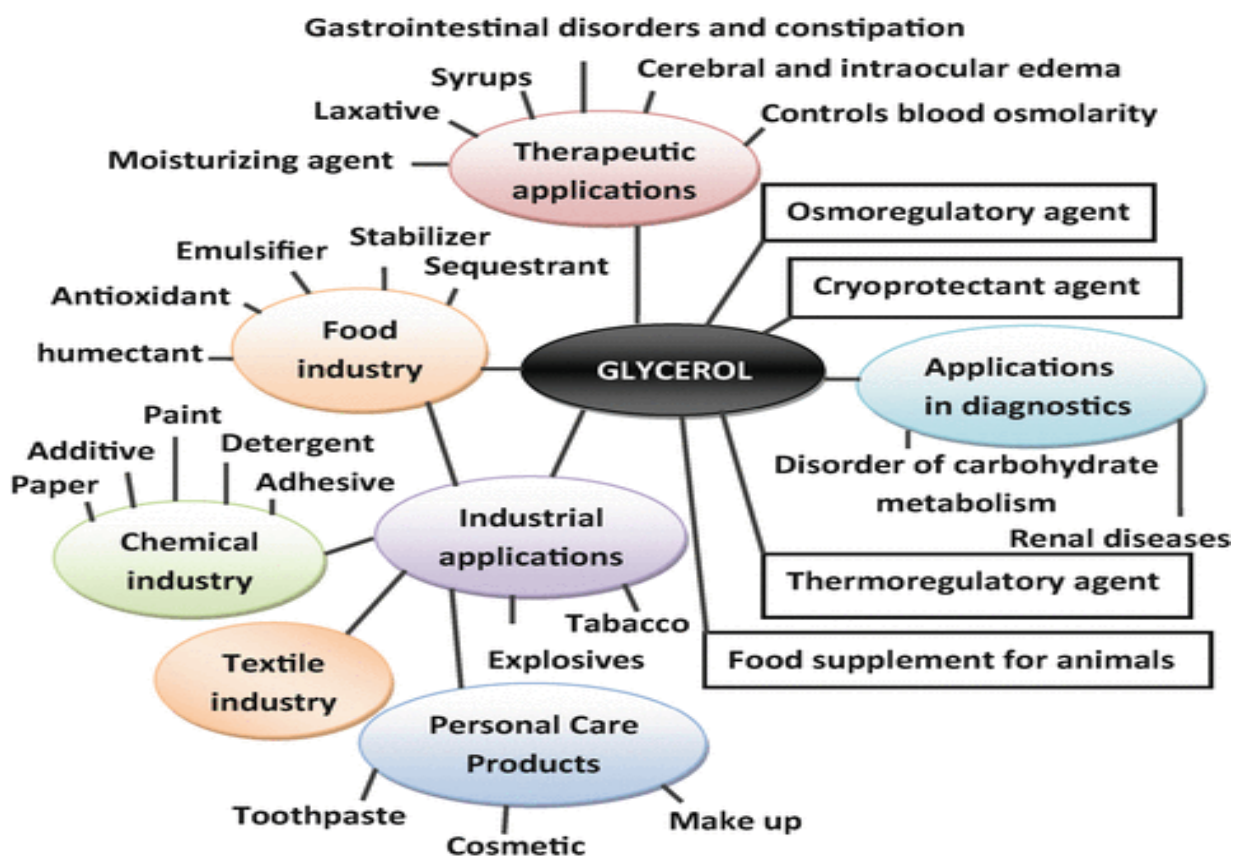 Gastrointestinal disorders and constipation
Syrups
Cerebral and intraocular edema
Laxative
Controls blood osmolarity
Moisturizing agent
Therapeutic
applications
Osmoregulatory agent
Emulsifier
Stabilizer
Sequestrant
Cryoprotectant agent
Antioxidant
humectant
Food
industry
GLYCEROL
Applications
in diagnostics
Disorder of carbohydrate
metabolism
Renal diseases
Paint
Additive
Detergent
Paper
Adhesive
Chemical
industry
Industrial
applications
Thermoregulatory agent
Tabacco
Explosives
Food supplement for animals
Textile
industry
Personal Care
Products
Toothpaste
Cosmetic
Make up